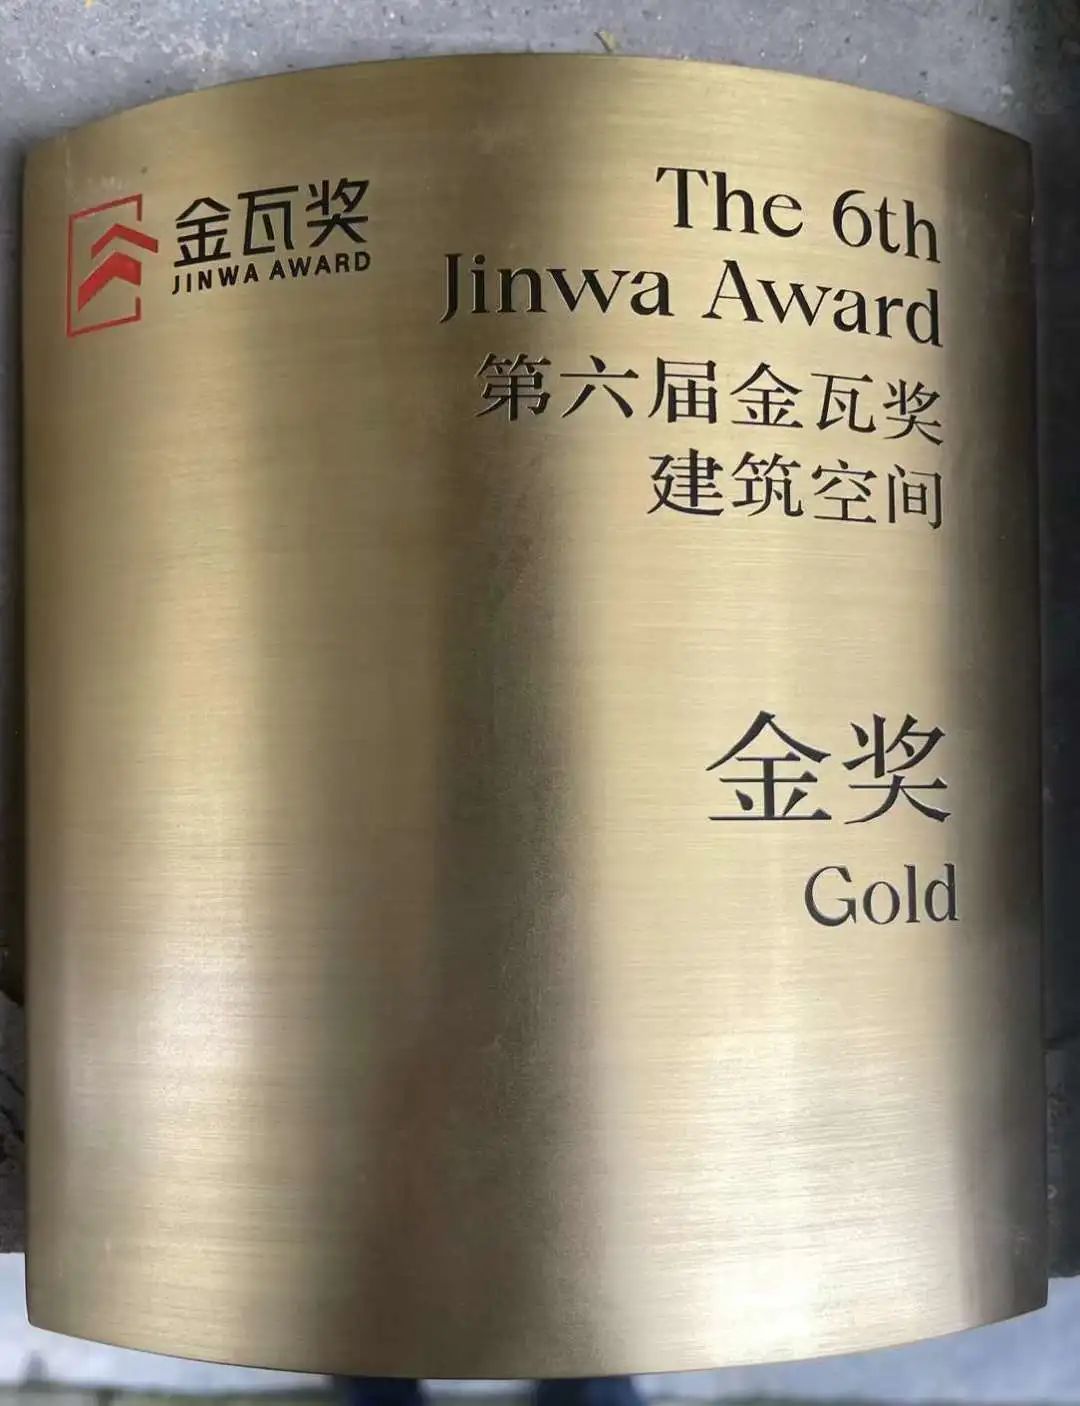 金瓦奖
JINWA AWARD
The 6th
Jinwa Award
第六届金瓦奖
建筑空间
金奖
Gold